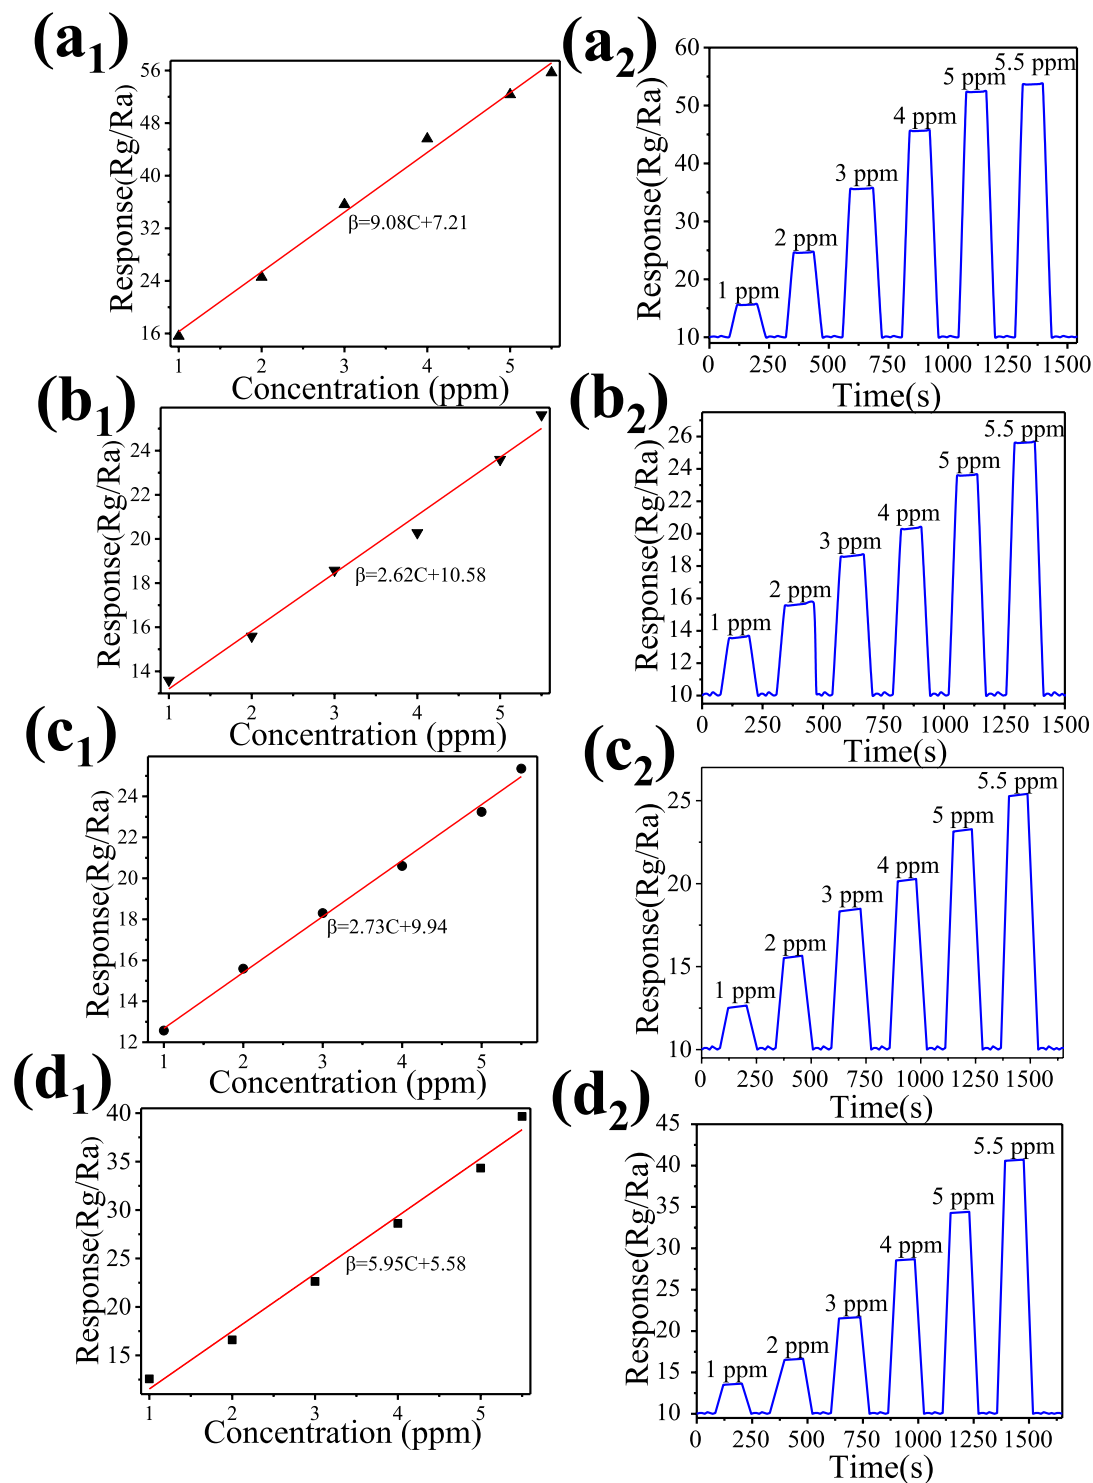 (a1)
56
48
40
32
24
16
Response(Rg/Ra)
β=9.08C+7.21
1 2 3 4 5
Concentration (ppm)
(a2)
60
50
40
30
20
10
Response(Rg/Ra)
1 ppm
2 ppm
3 ppm
4 ppm
5 ppm
5.5 ppm
0 250 500 750 1000 1250 1500
Time(s)
(b1)
24
22
20
18
16
14
Response(Rg/Ra)
β=2.62C+10.58
1 2 3 4 5
Concentration (ppm)
(b2)
26
24
22
20
18
16
14
12
10
Response(Rg/Ra)
1 ppm
2 ppm
3 ppm
4 ppm
5 ppm
5.5 ppm
0 250 500 750 1000 1250 1500
Time(s)
(c1)
24
22
20
18
16
14
12
Response(Rg/Ra)
β=2.73C+9.94
1 2 3 4 5
Concentration (ppm)
(c2)
25
20
15
10
Response(Rg/Ra)
1 ppm
2 ppm
3 ppm
4 ppm
5 ppm
5.5 ppm
0 250 500 750 1000 1250 1500
Time(s)
(d1)
40
35
30
25
20
15
Response(Rg/Ra)
β=5.95C+5.58
1 2 3 4 5
Concentration (ppm)
(d2)
45
40
35
30
25
20
15
10
Response(Rg/Ra)
1 ppm
2 ppm
3 ppm
4 ppm
5 ppm
5.5 ppm
0 250 500 750 1000 1250 1500
Time(s)